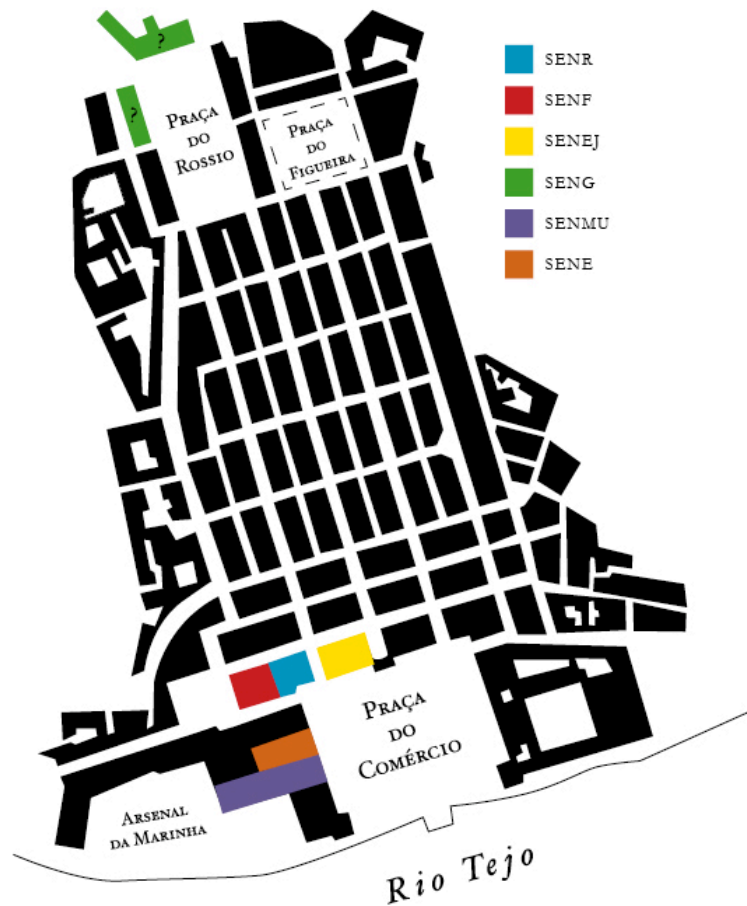 ?
?
Praça
do
Rossio
Praça
do
Figueira
SENR
SENF
SENEJ
SENG
SENMU
SENE
Praça
do
Comércio
Arsenal
da Marinha
Rio Tejo